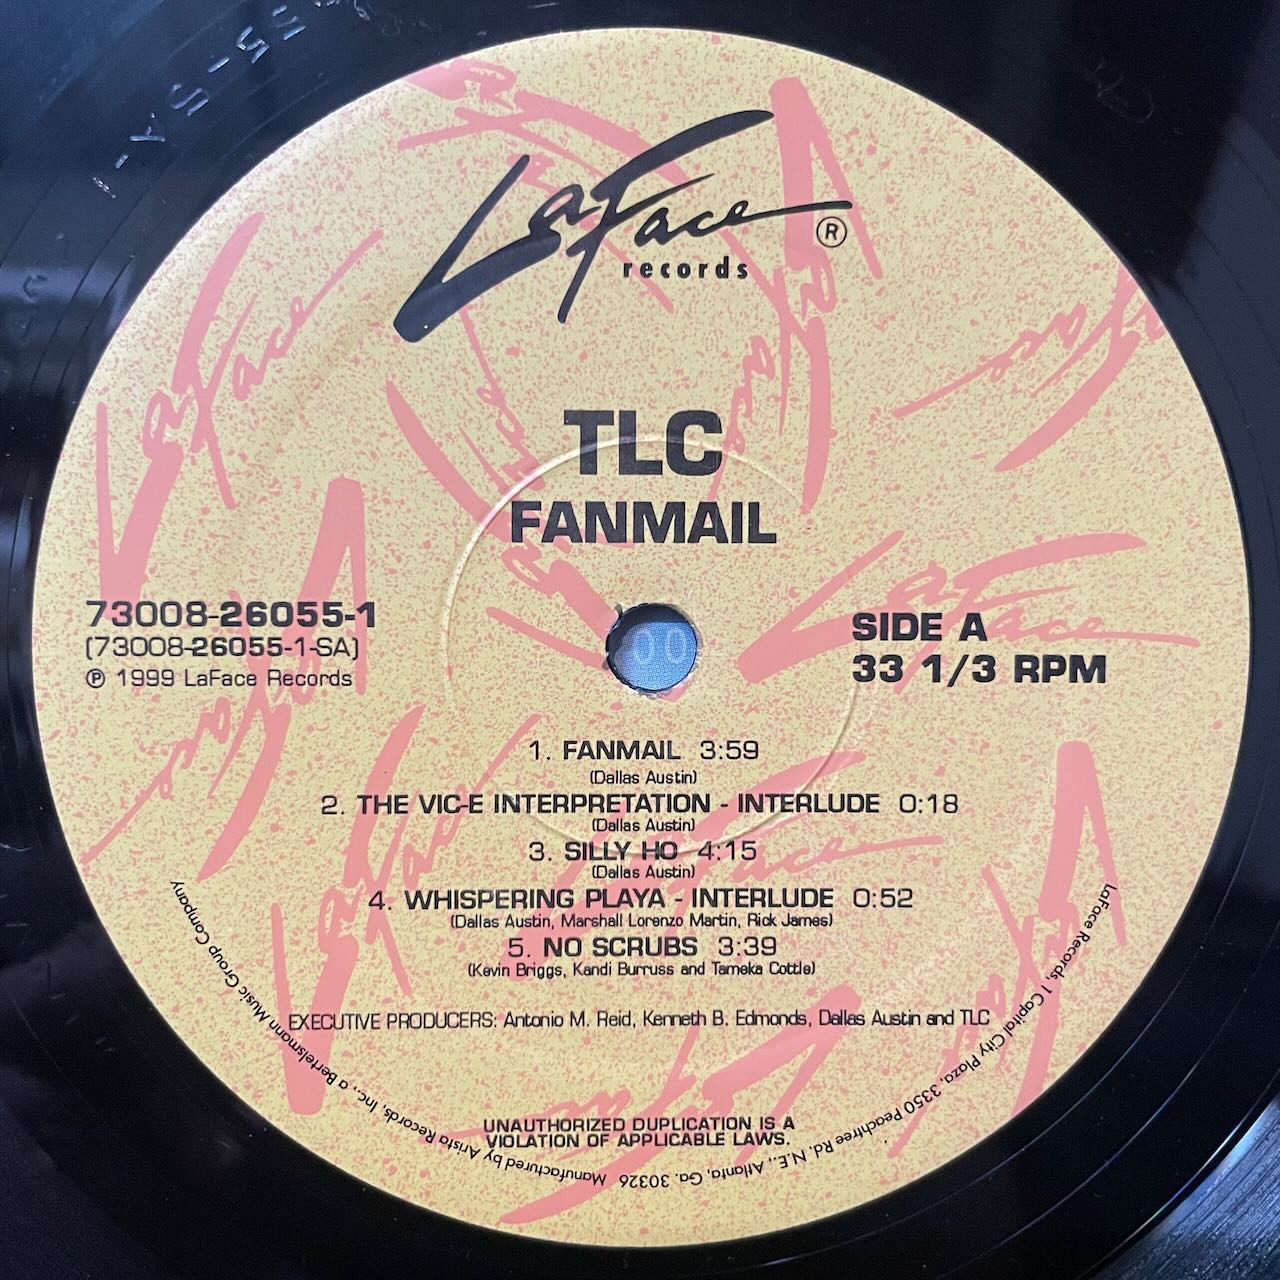 LaFace ®
records
TLC
FANMAIL
73008-26055-1
(73008-26055-1-SA)
℗ 1999 LaFace Records
SIDE A
33 1/3 RPM
1. FANMAIL 3:59
(Dallas Austin)
2. THE VIC-E INTERPRETATION - INTERLUDE 0:18
(Dallas Austin)
3. SILLY HO 4:15
(Dallas Austin)
4. WHISPERING PLAYA - INTERLUDE 0:52
(Dallas Austin, Marshall Lorenzo Martin, Rick James)
5. NO SCRUBS 3:39
(Kevin Briggs, Kandi Burruss and Tameka Cottle)
EXECUTIVE PRODUCERS: Antonio M. Reid, Kenneth B. Edmonds, Dallas Austin and TLC
UNAUTHORIZED DUPLICATION IS A
VIOLATION OF APPLICABLE LAWS.
LaFace Records, 1 Capital City Plaza, 3350 Peachtree Rd. N.E., Atlanta, Ga. 30326 Manufactured by Arista Records, Inc., a Bertelsmann Music Group Company